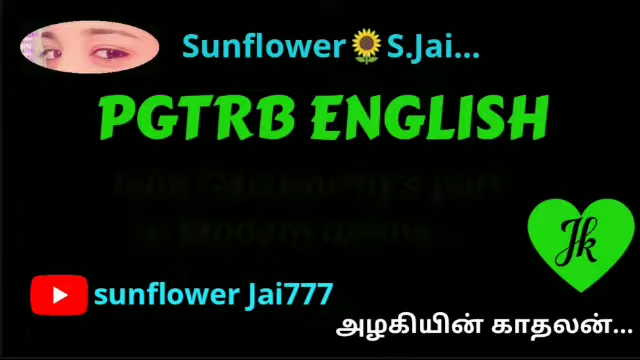 Sunflower🌻S.Jai...
PGTRB ENGLISH
Jk
sunflower Jai777
அழகியின் காதலன்...